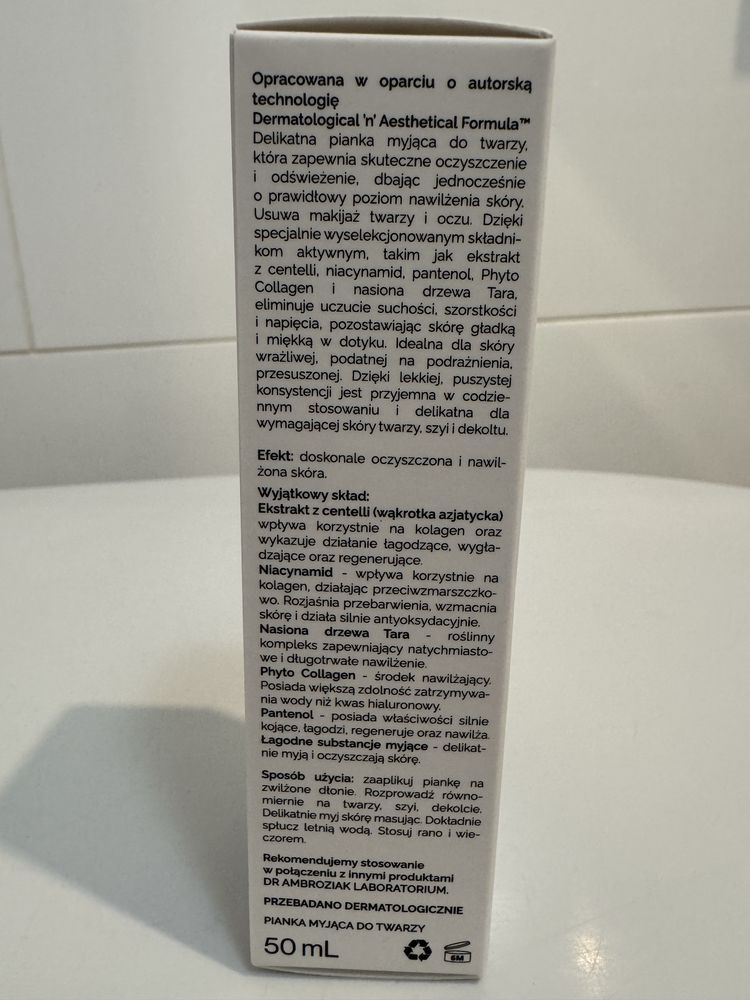 Opracowana w oparciu o autorską
technologię
Dermatological 'n' Aesthetical Formula™
Delikatna pianka myjąca do twarzy,
która zapewnia skuteczne oczyszczenie
i odświeżenie, dbając jednocześnie
o prawidłowy poziom nawilżenia skóry.
Usuwa makijaż twarzy i oczu. Dzięki
specjalnie wyselekcjonowanym składni-
kom aktywnym, takim jak ekstrakt
z centelli, niacynamid, pantenol, Phyto
Collagen i nasiona drzewa Tara,
eliminuje uczucie suchości, szorstkości
i napięcia, pozostawiając skórę gładką
i miękką w dotyku. Idealna dla skóry
wrażliwej, podatnej na podrażnienia,
przesuszonej. Dzięki lekkiej, puszystej
konsystencji jest przyjemna w codzie-
nnym stosowaniu i delikatna dla
wymagającej skóry twarzy, szyi i dekoltu.
Efekt: doskonale oczyszczona i nawil-
żona skóra.
Wyjątkowy skład:
Ekstrakt z centelli (wąkrotka azjatycka)
wpływa korzystnie na kolagen oraz
wykazuje działanie łagodzące, wygła-
dzające oraz regenerujące.
Niacynamid - wpływa korzystnie na
kolagen, działając przeciwzmarszczko-
wo. Rozjaśnia przebarwienia, wzmacnia
skórę i działa silnie antyoksydacyjnie.
Nasiona drzewa Tara - roślinny
kompleks zapewniający natychmiasto-
we i długotrwałe nawilżenie.
Phyto Collagen - środek nawilżający.
Posiada większą zdolność zatrzymywa-
nia wody niż kwas hialuronowy.
Pantenol - posiada właściwości silnie
kojące, łagodzi, regeneruje oraz nawilża.
Łagodne substancje myjące - delikat-
nie myją i oczyszczają skórę.
Sposób użycia: zaaplikuj piankę na
zwilżone dłonie. Rozprowadź równo-
miernie na twarzy, szyi, dekolcie.
Delikatnie myj skórę masując. Dokładnie
spłucz letnią wodą. Stosuj rano i wie-
czorem.
Rekomendujemy stosowanie
w połączeniu z innymi produktami
DR AMBROZIAK LABORATORIUM.
PRZEBADANO DERMATOLOGICZNIE
PIANKA MYJĄCA DO TWARZY
50 mL
6M